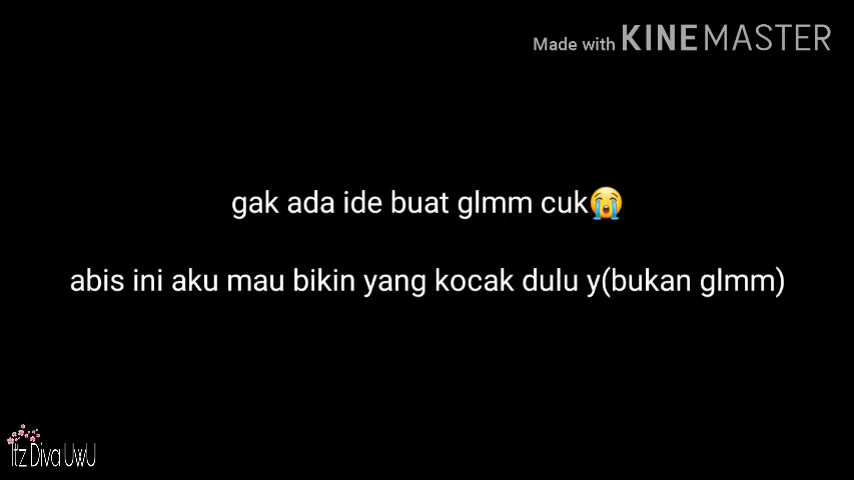 Made with KINEMASTER
gak ada ide buat glmm cuk😭
abis ini aku mau bikin yang kocak dulu y(bukan glmm)
Itz Diva UwU